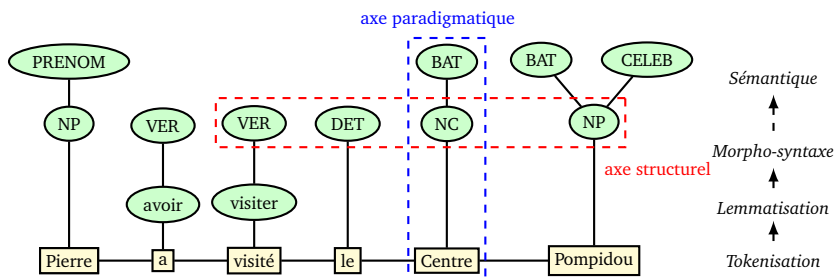 axe paradigmatique
PRENOM BAT BAT CELEB
Sémantique
NP VER VER DET NC NP
Morpho-syntaxe
axe structurel
avoir visiter
Lemmatisation
Pierre a visité le Centre Pompidou
Tokenisation